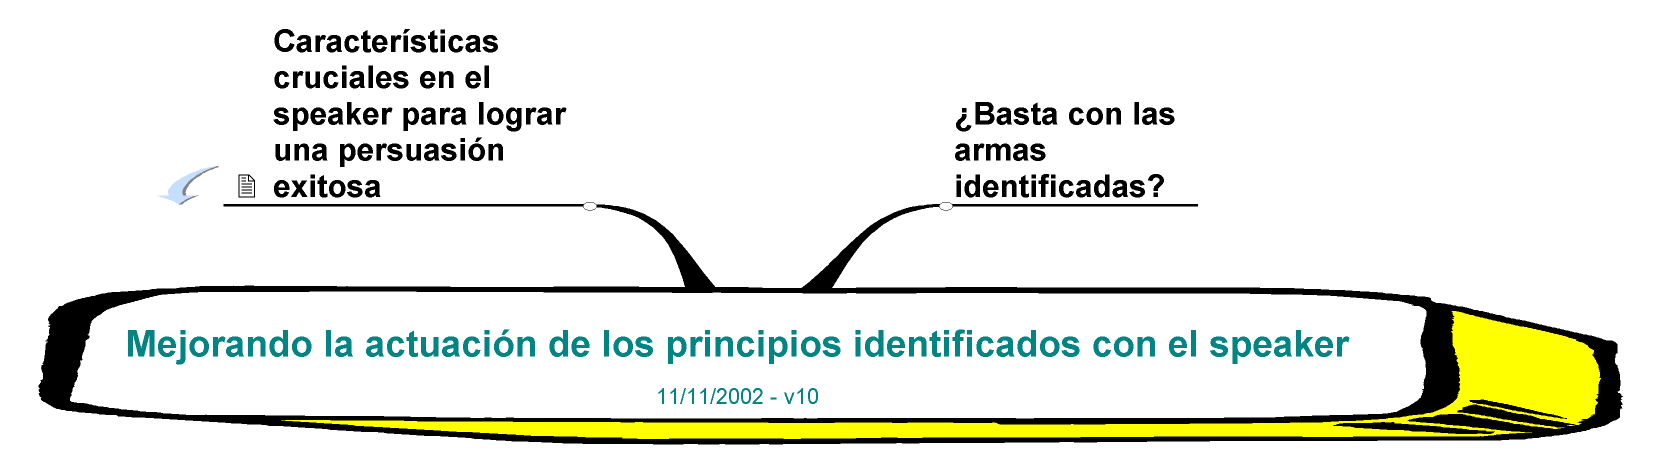 Características
cruciales en el
speaker para lograr
una persuasión
exitosa
¿Basta con las
armas
identificadas?
Mejorando la actuación de los principios identificados con el speaker
11/11/2002 - v10